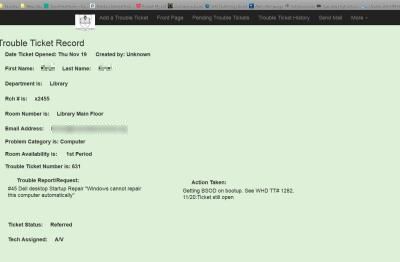 Add a Trouble Ticket Front Page Pending Trouble Tickets Trouble Ticket History Send Mail More
Trouble Ticket Record
Date Ticket Opened: Thu Nov 19 Created by: Unknown
First Name: Last Name:
Department is: Library
Rch # is: x2455
Room Number is: Library Main Floor
Email Address:
Problem Category is: Computer
Room Availability is: 1st Period
Trouble Ticket Number is: 631
Trouble Report/Request:
#45 Dell desktop Startup Repair "Windows cannot repair
this computer automatically"
Action Taken:
Getting BSOD on bootup. See WHD TT# 1282.
11/20:Ticket still open
Ticket Status: Referred
Tech Assigned: A/V